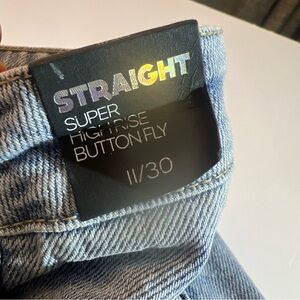 STRAIGHT
SUPER
HIGH RISE
BUTTON FLY
11/30